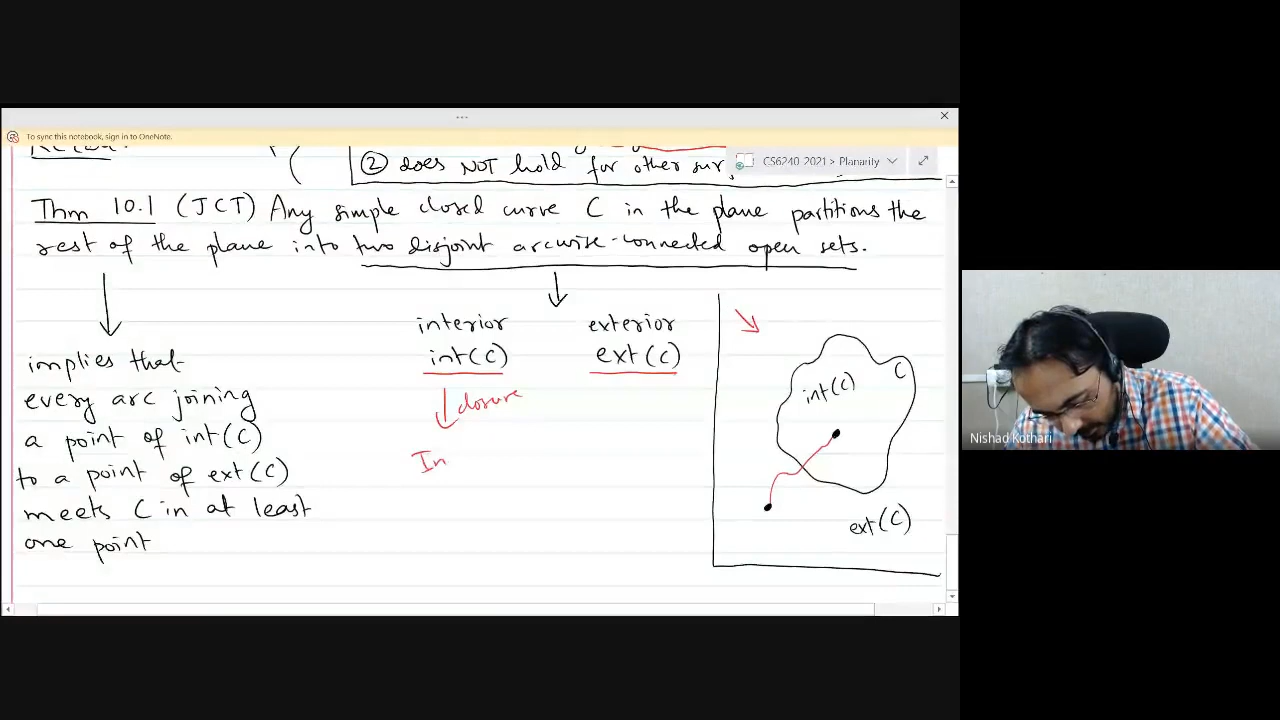 To sync this notebook, sign in to OneNote.
② does NOT hold for other sur
CS6240 2021 > Planarity
Thm 10.1 (JCT) Any simple closed curve C in the plane partitions the
rest of the plane into two disjoint arcwise-connected open sets.
implies that
every arc joining
a point of int(C)
to a point of ext(C)
meets C in at least
one point
interior
int(C)
closure
In
exterior
ext(C)
C
int(C)
ext(C)
Nishad Kothari